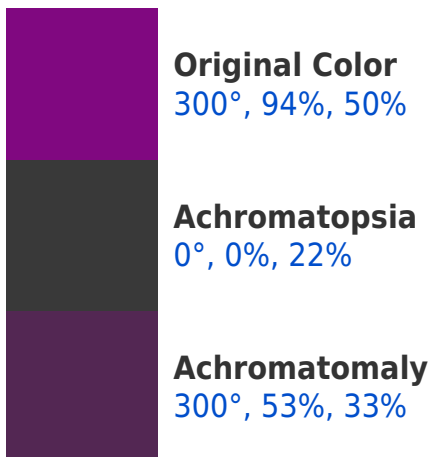 Original Color
300°, 94%, 50%
Achromatopsia
0°, 0%, 22%
Achromatomaly
300°, 53%, 33%